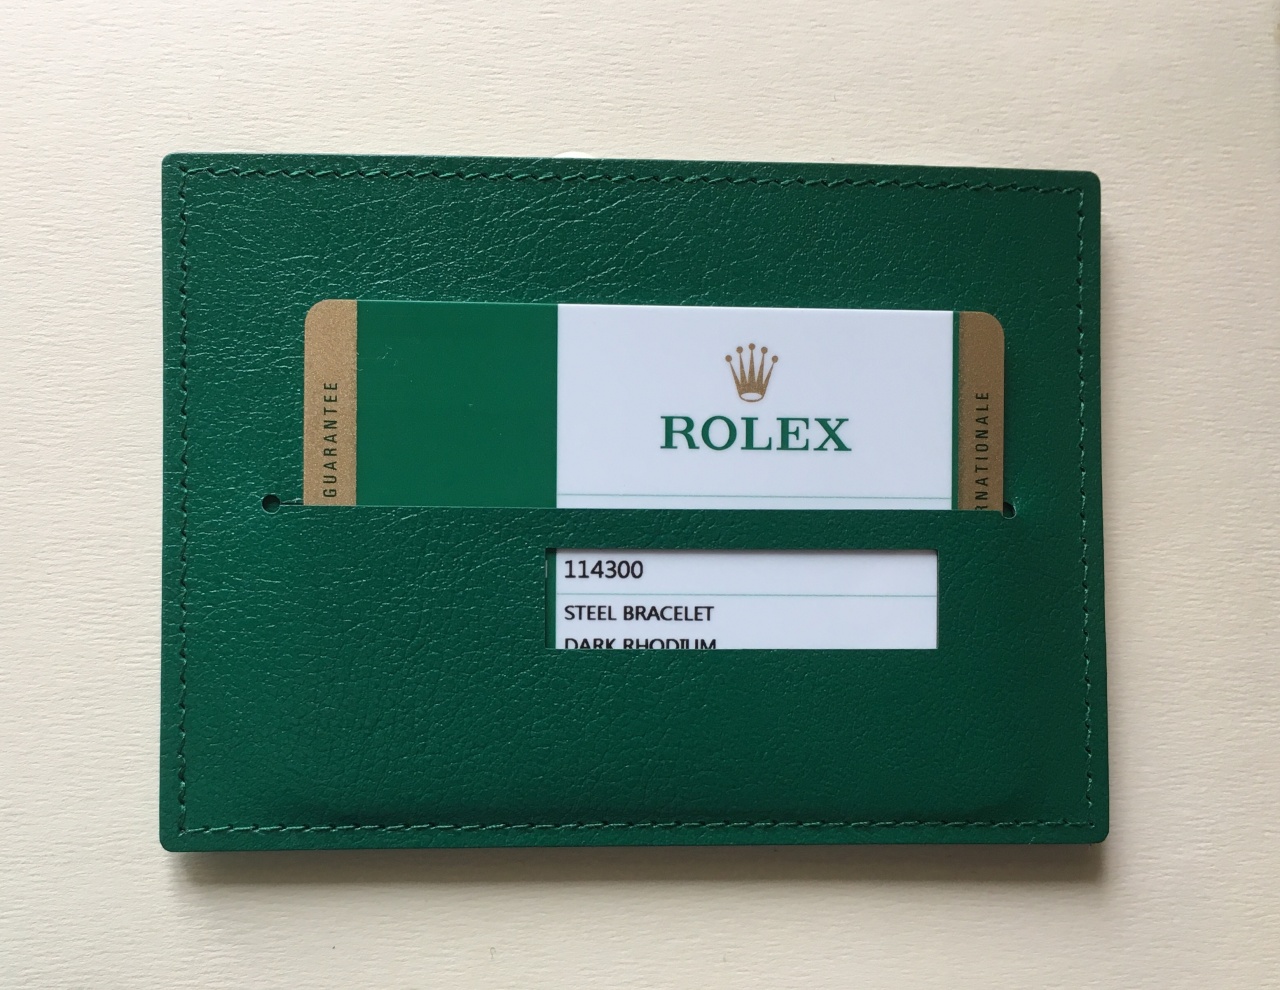 GUARANTEE
ROLEX
RNATIONALE
114300
STEEL BRACELET
DARK RHODIUM